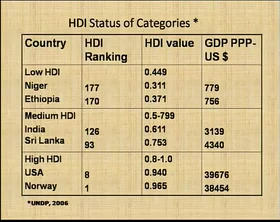 HDI Status of Categories *
Country HDI Ranking HDI value GDP PPP-US $
Low HDI 0.449
Niger 177 0.311 779
Ethiopia 170 0.371 756
Medium HDI 0.5-799
India 126 0.611 3139
Sri Lanka 93 0.753 4340
High HDI 0.8-1.0
USA 8 0.940 39676
Norway 1 0.965 38454
*UNDP, 2006